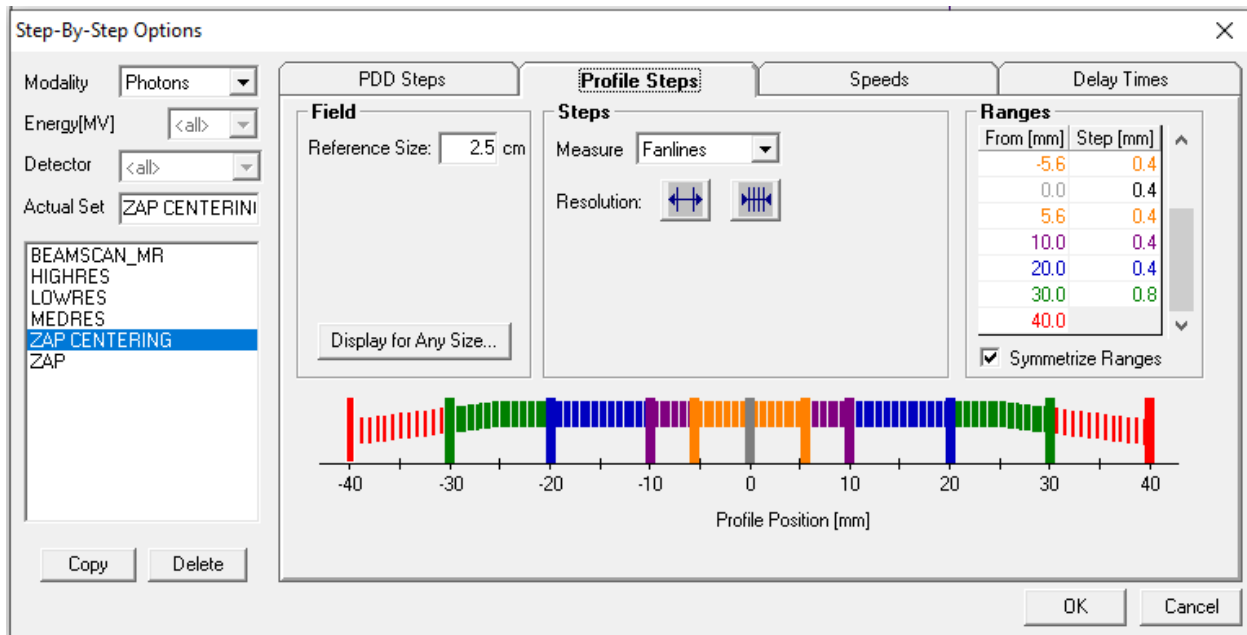 Step-By-Step Options
Modality Photons
Energy[MV] <all>
Detector <all>
Actual Set ZAP CENTERIN
BEAMSCAN_MR
HIGHRES
LOWRES
MEDRES
ZAP CENTERING
ZAP
Copy Delete
PDD Steps Profile Steps Speeds Delay Times
Field
Reference Size: 2.5 cm
Display for Any Size...
Steps
Measure Fanlines
Resolution:
Ranges
From [mm] Step [mm]
-5.6 0.4
0.0 0.4
5.6 0.4
10.0 0.4
20.0 0.4
30.0 0.8
40.0
Symmetrize Ranges
-40 -30 -20 -10 0 10 20 30 40
Profile Position [mm]
OK Cancel